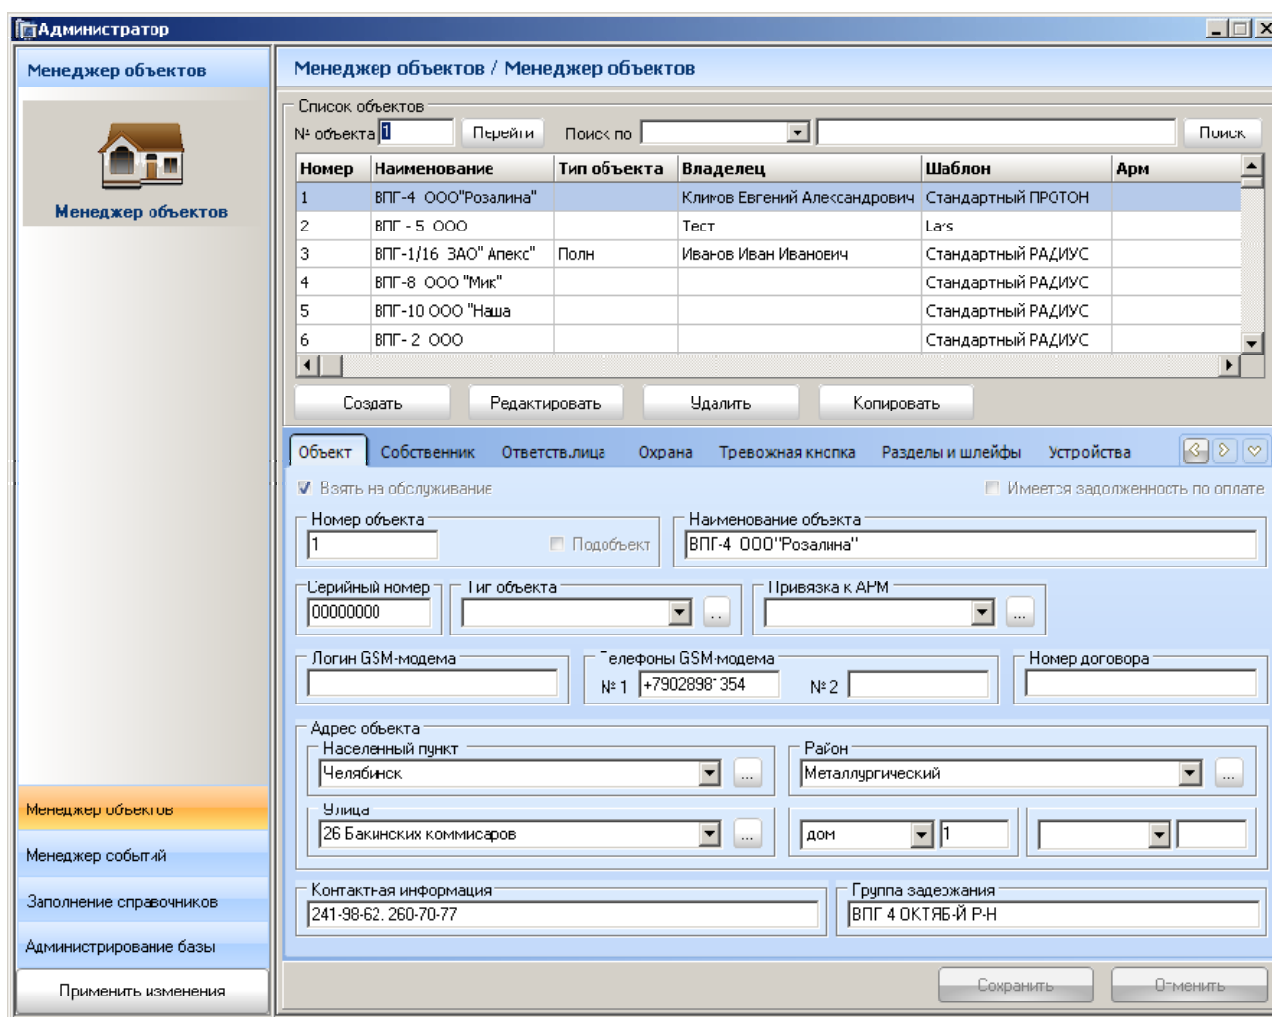 Администратор
Менеджер объектов
Менеджер объектов
Менеджер объектов
Менеджер событий
Заполнение справочников
Администрирование базы
Применить изменения
Менеджер объектов / Менеджер объектов
Список объектов
№ объекта 1 Перейти Поиск по Поиск
Номер Наименование Тип объекта Владелец Шаблон Арм
1 ВПГ-4 ООО"Розалина" Климов Евгений Александрович Стандартный ПРОТОН
2 ВПГ - 5 ООО Тест Lars
3 ВПГ-1/16 ЗАО" Апекс" Полн Иванов Иван Иванович Стандартный РАДИУС
4 ВПГ-8 ООО "Мик" Стандартный РАДИУС
5 ВПГ-10 ООО "Наша Стандартный РАДИУС
6 ВПГ- 2 ООО Стандартный РАДИУС
Создать Редактировать Удалить Копировать
Объект Собственник Ответств.лица Охрана Тревожная кнопка Разделы и шлейфы Устройства
Взять на обслуживание Имеется задолженность по оплате
Номер объекта Наименование объекта
1 Подобъект ВПГ-4 ООО"Розалина"
Серийный номер Тип объекта Привязка к АРМ
00000000 ... ...
Логин GSM-модема Телефоны GSM-модема Номер договора
№ 1 +79028981354 № 2
Адрес объекта
Населенный пункт Район
Челябинск ... Металлургический ...
Улица
26 Бакинских коммисаров ... дом 1
Контактная информация Группа задержания
241-98-62, 260-70-77 ВПГ 4 ОКТЯБ-Й Р-Н
Сохранить Отменить